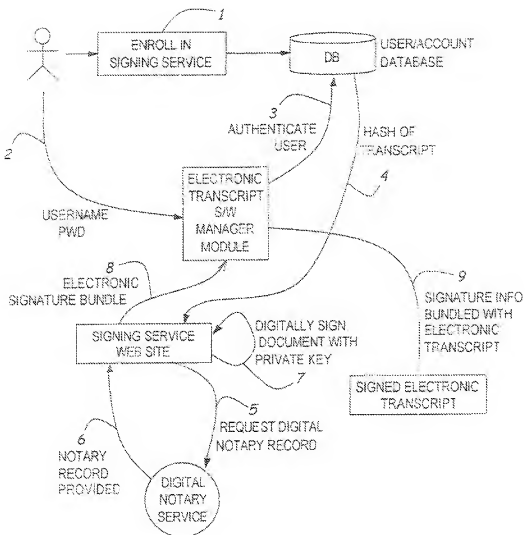 1
ENROLL IN
SIGNING SERVICE
DB
USER/ACCOUNT
DATABASE
3
AUTHENTICATE
USER
HASH OF
TRANSCRIPT
4
2
USERNAME
PWD
ELECTRONIC
TRANSCRIPT
S/W
MANAGER
MODULE
8
ELECTRONIC
SIGNATURE BUNDLE
9
SIGNATURE INFO
BUNDLED WITH
ELECTRONIC
TRANSCRIPT
SIGNING SERVICE
WEB SITE
DIGITALLY SIGN
DOCUMENT WITH
PRIVATE KEY
7
SIGNED ELECTRONIC
TRANSCRIPT
5
REQUEST DIGITAL
NOTARY RECORD
6
NOTARY
RECORD
PROVIDED
DIGITAL
NOTARY
SERVICE